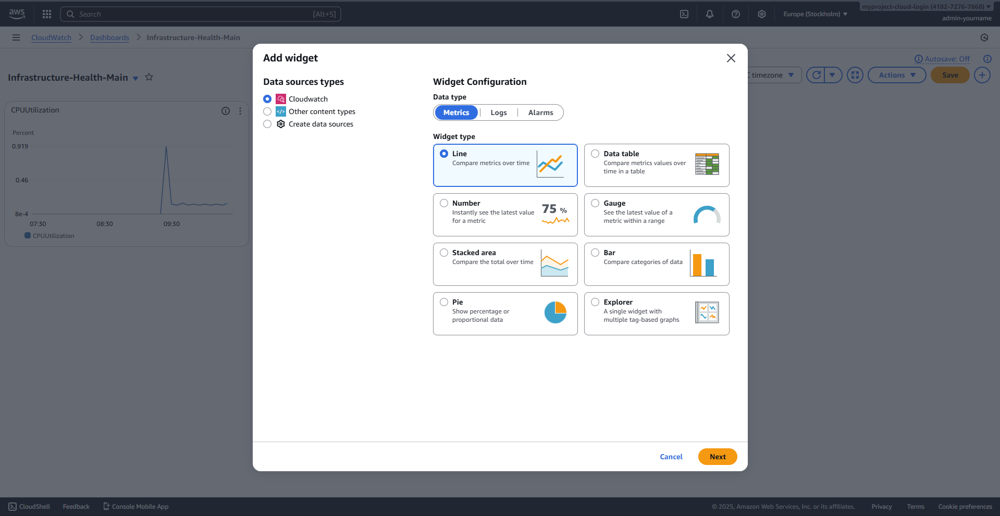 aws
Search [Alt+S]
Europe (Stockholm)
myproject-cloud-login (4182-7276-7668)
admin-yourname
CloudWatch
Dashboards
Infrastructure-Health-Main
Autosave: Off
Infrastructure-Health-Main
timezone
Actions
Save
CPUUtilization
Percent
0.919
0.46
8e-4
07:30
08:30
09:30
CPUUtilization
Add widget
Data sources types
Cloudwatch
Other content types
Create data sources
Widget Configuration
Data type
Metrics
Logs
Alarms
Widget type
Line
Compare metrics over time
Data table
Compare metrics values over
time in a table
Number
Instantly see the latest value
for a metric
75 %
Gauge
See the latest value of a
metric within a range
Stacked area
Compare the total over time
Bar
Compare categories of data
Pie
Show percentage or
proportional data
Explorer
A single widget with
multiple tag-based graphs
Cancel
Next
CloudShell
Feedback
Console Mobile App
© 2025, Amazon Web Services, Inc. or its affiliates.
Privacy
Terms
Cookie preferences